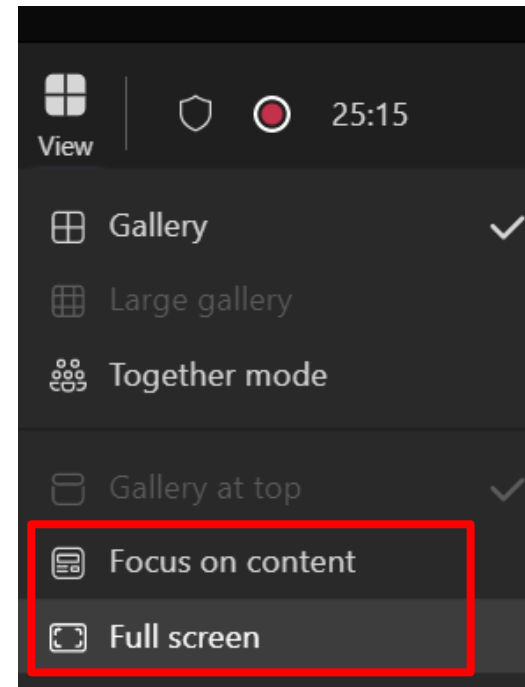 View
25:15
Gallery
Large gallery
Together mode
Gallery at top
Focus on content
Full screen